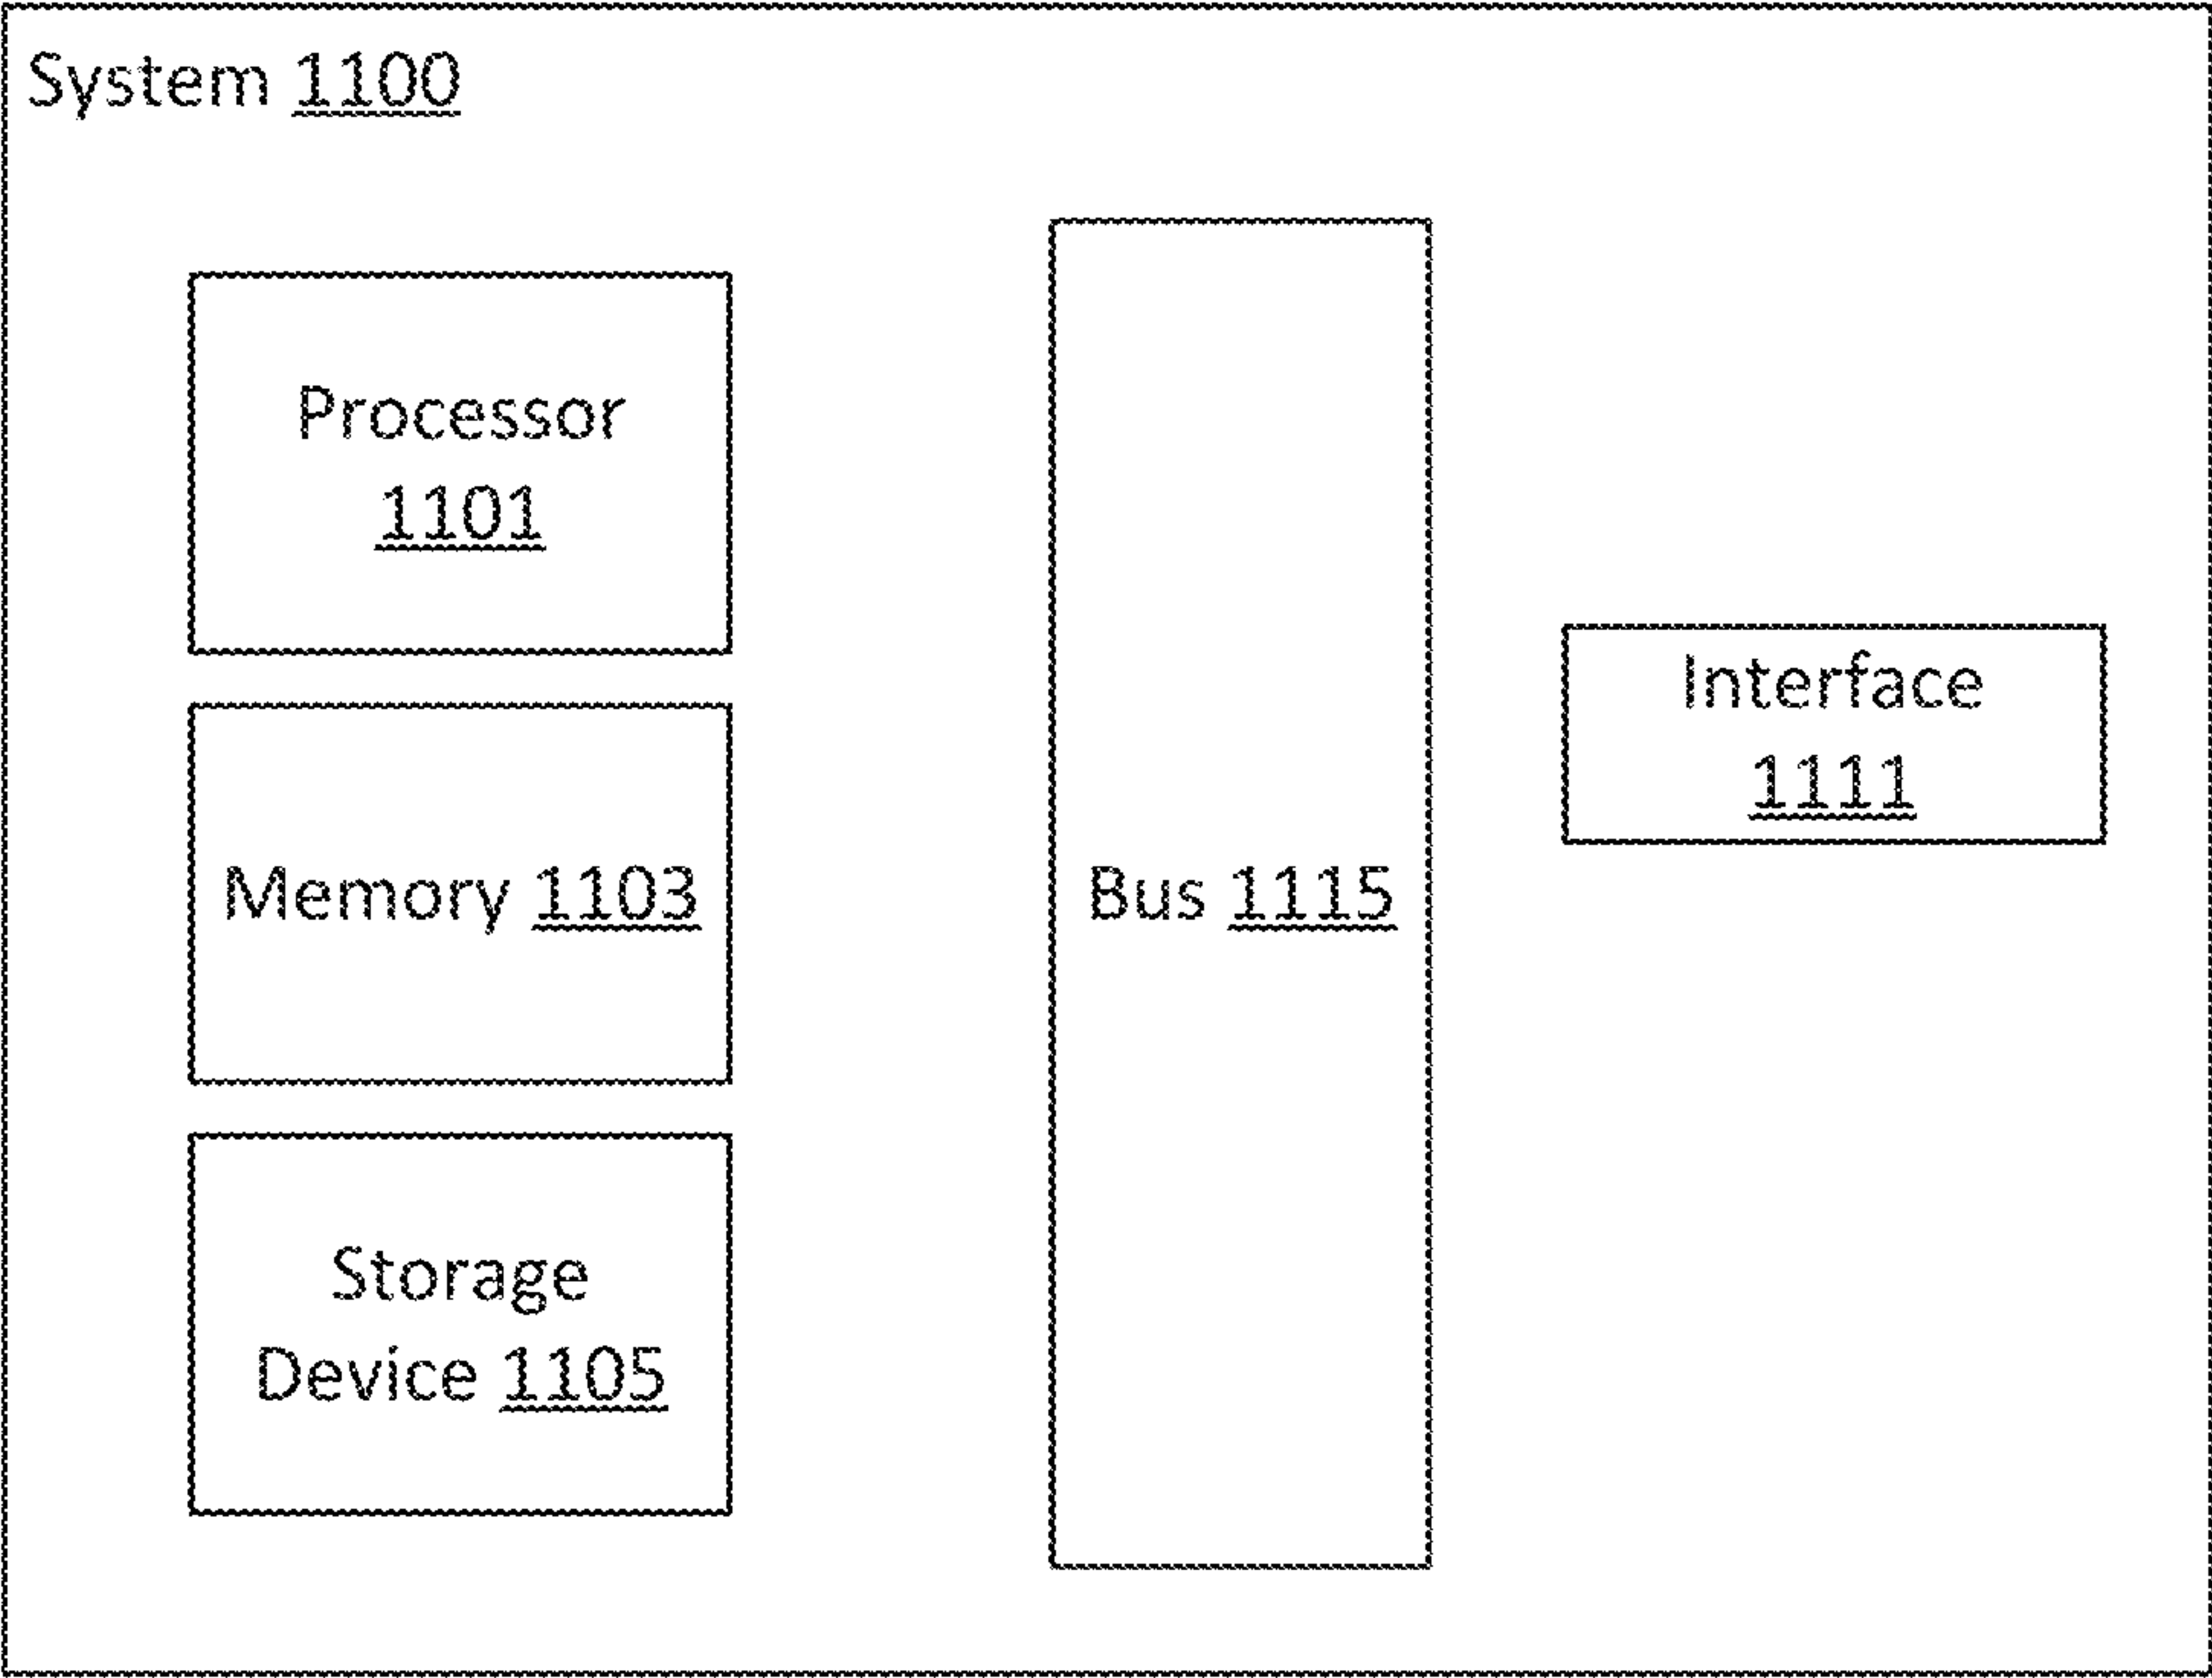 System 1100
Processor
1101
Memory 1103
Storage
Device 1105
Bus 1115
Interface
1111